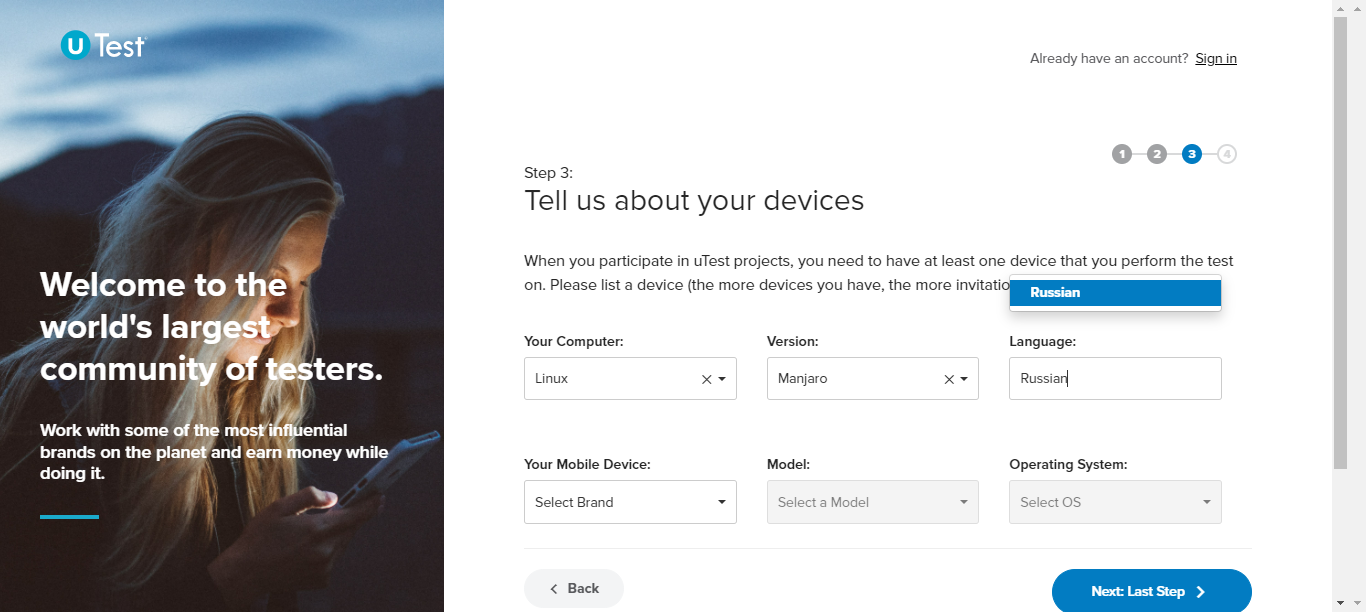 uTest
Already have an account? Sign in
1 2 3 4
Step 3:
Tell us about your devices
When you participate in uTest projects, you need to have at least one device that you perform the test
on. Please list a device (the more devices you have, the more invitatio
Russian
Your Computer:
Version:
Language:
Linux
Manjaro
Russian
Your Mobile Device:
Model:
Operating System:
Select Brand
Select a Model
Select OS
Back
Next: Last Step
Welcome to the
world's largest
community of testers.
Work with some of the most influential
brands on the planet and earn money while
doing it.